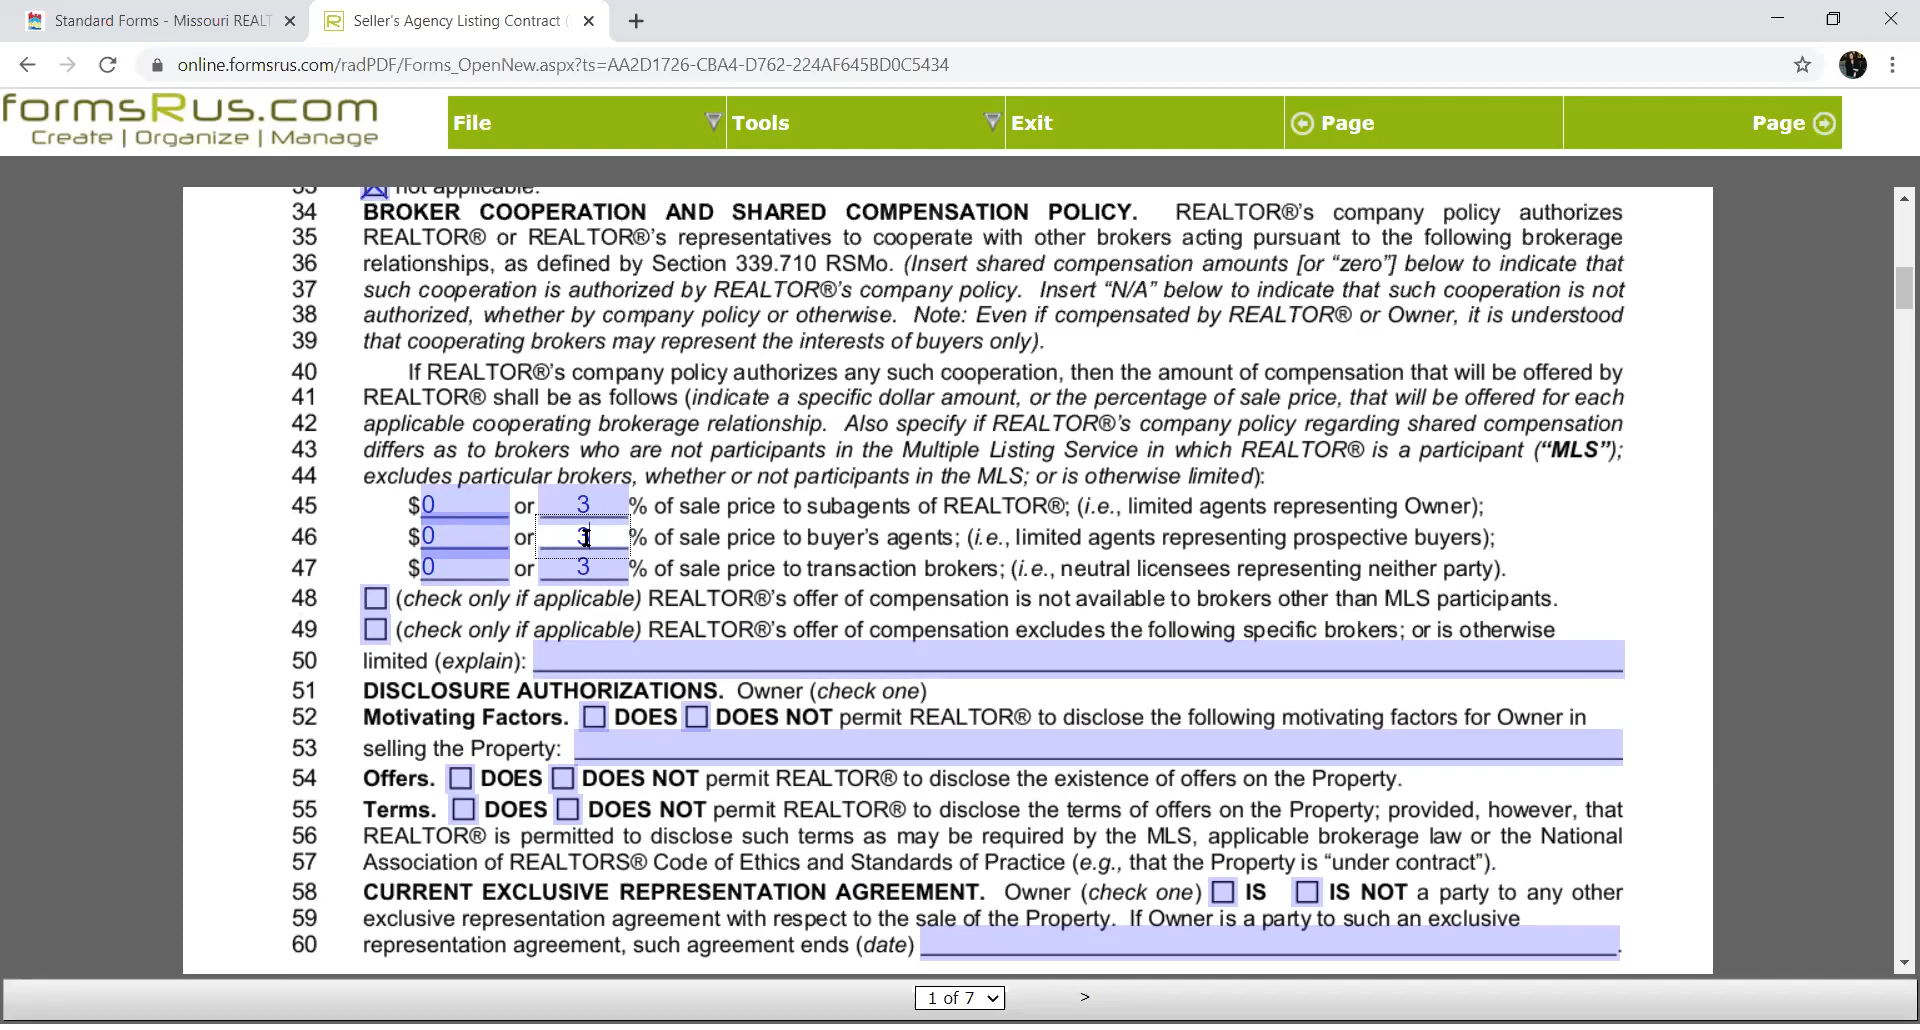 Standard Forms - Missouri REALT
Seller's Agency Listing Contract (
online.formsrus.com/radPDF/Forms_OpenNew.aspx?ts=AA2D1726-CBA4-D762-224AF645BD0C5434
formsRus.com
Create | Organize | Manage
File
Tools
Exit
Page
Page
33 not applicable.
34 BROKER COOPERATION AND SHARED COMPENSATION POLICY. REALTOR®'s company policy authorizes
35 REALTOR® or REALTOR®'s representatives to cooperate with other brokers acting pursuant to the following brokerage
36 relationships, as defined by Section 339.710 RSMo. (Insert shared compensation amounts [or “zero”] below to indicate that
37 such cooperation is authorized by REALTOR®'s company policy. Insert “N/A” below to indicate that such cooperation is not
38 authorized, whether by company policy or otherwise. Note: Even if compensated by REALTOR® or Owner, it is understood
39 that cooperating brokers may represent the interests of buyers only).
40 If REALTOR®'s company policy authorizes any such cooperation, then the amount of compensation that will be offered by
41 REALTOR® shall be as follows (indicate a specific dollar amount, or the percentage of sale price, that will be offered for each
42 applicable cooperating brokerage relationship. Also specify if REALTOR®'s company policy regarding shared compensation
43 differs as to brokers who are not participants in the Multiple Listing Service in which REALTOR® is a participant (“MLS”);
44 excludes particular brokers, whether or not participants in the MLS; or is otherwise limited):
45 $0 or 3 % of sale price to subagents of REALTOR®; (i.e., limited agents representing Owner);
46 $0 or 3 % of sale price to buyer's agents; (i.e., limited agents representing prospective buyers);
47 $0 or 3 % of sale price to transaction brokers; (i.e., neutral licensees representing neither party).
48 (check only if applicable) REALTOR®'s offer of compensation is not available to brokers other than MLS participants.
49 (check only if applicable) REALTOR®'s offer of compensation excludes the following specific brokers; or is otherwise
50 limited (explain):
51 DISCLOSURE AUTHORIZATIONS. Owner (check one)
52 Motivating Factors. DOES DOES NOT permit REALTOR® to disclose the following motivating factors for Owner in
53 selling the Property:
54 Offers. DOES DOES NOT permit REALTOR® to disclose the existence of offers on the Property.
55 Terms. DOES DOES NOT permit REALTOR® to disclose the terms of offers on the Property; provided, however, that
56 REALTOR® is permitted to disclose such terms as may be required by the MLS, applicable brokerage law or the National
57 Association of REALTORS® Code of Ethics and Standards of Practice (e.g., that the Property is “under contract”).
58 CURRENT EXCLUSIVE REPRESENTATION AGREEMENT. Owner (check one) IS IS NOT a party to any other
59 exclusive representation agreement with respect to the sale of the Property. If Owner is a party to such an exclusive
60 representation agreement, such agreement ends (date) .
1 of 7 >